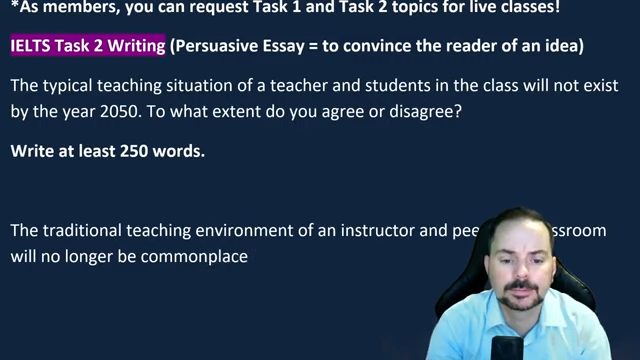 *As members, you can request Task 1 and Task 2 topics for live classes!
IELTS Task 2 Writing (Persuasive Essay = to convince the reader of an idea)
The typical teaching situation of a teacher and students in the class will not exist
by the year 2050. To what extent do you agree or disagree?
Write at least 250 words.
The traditional teaching environment of an instructor and
will no longer be commonplace